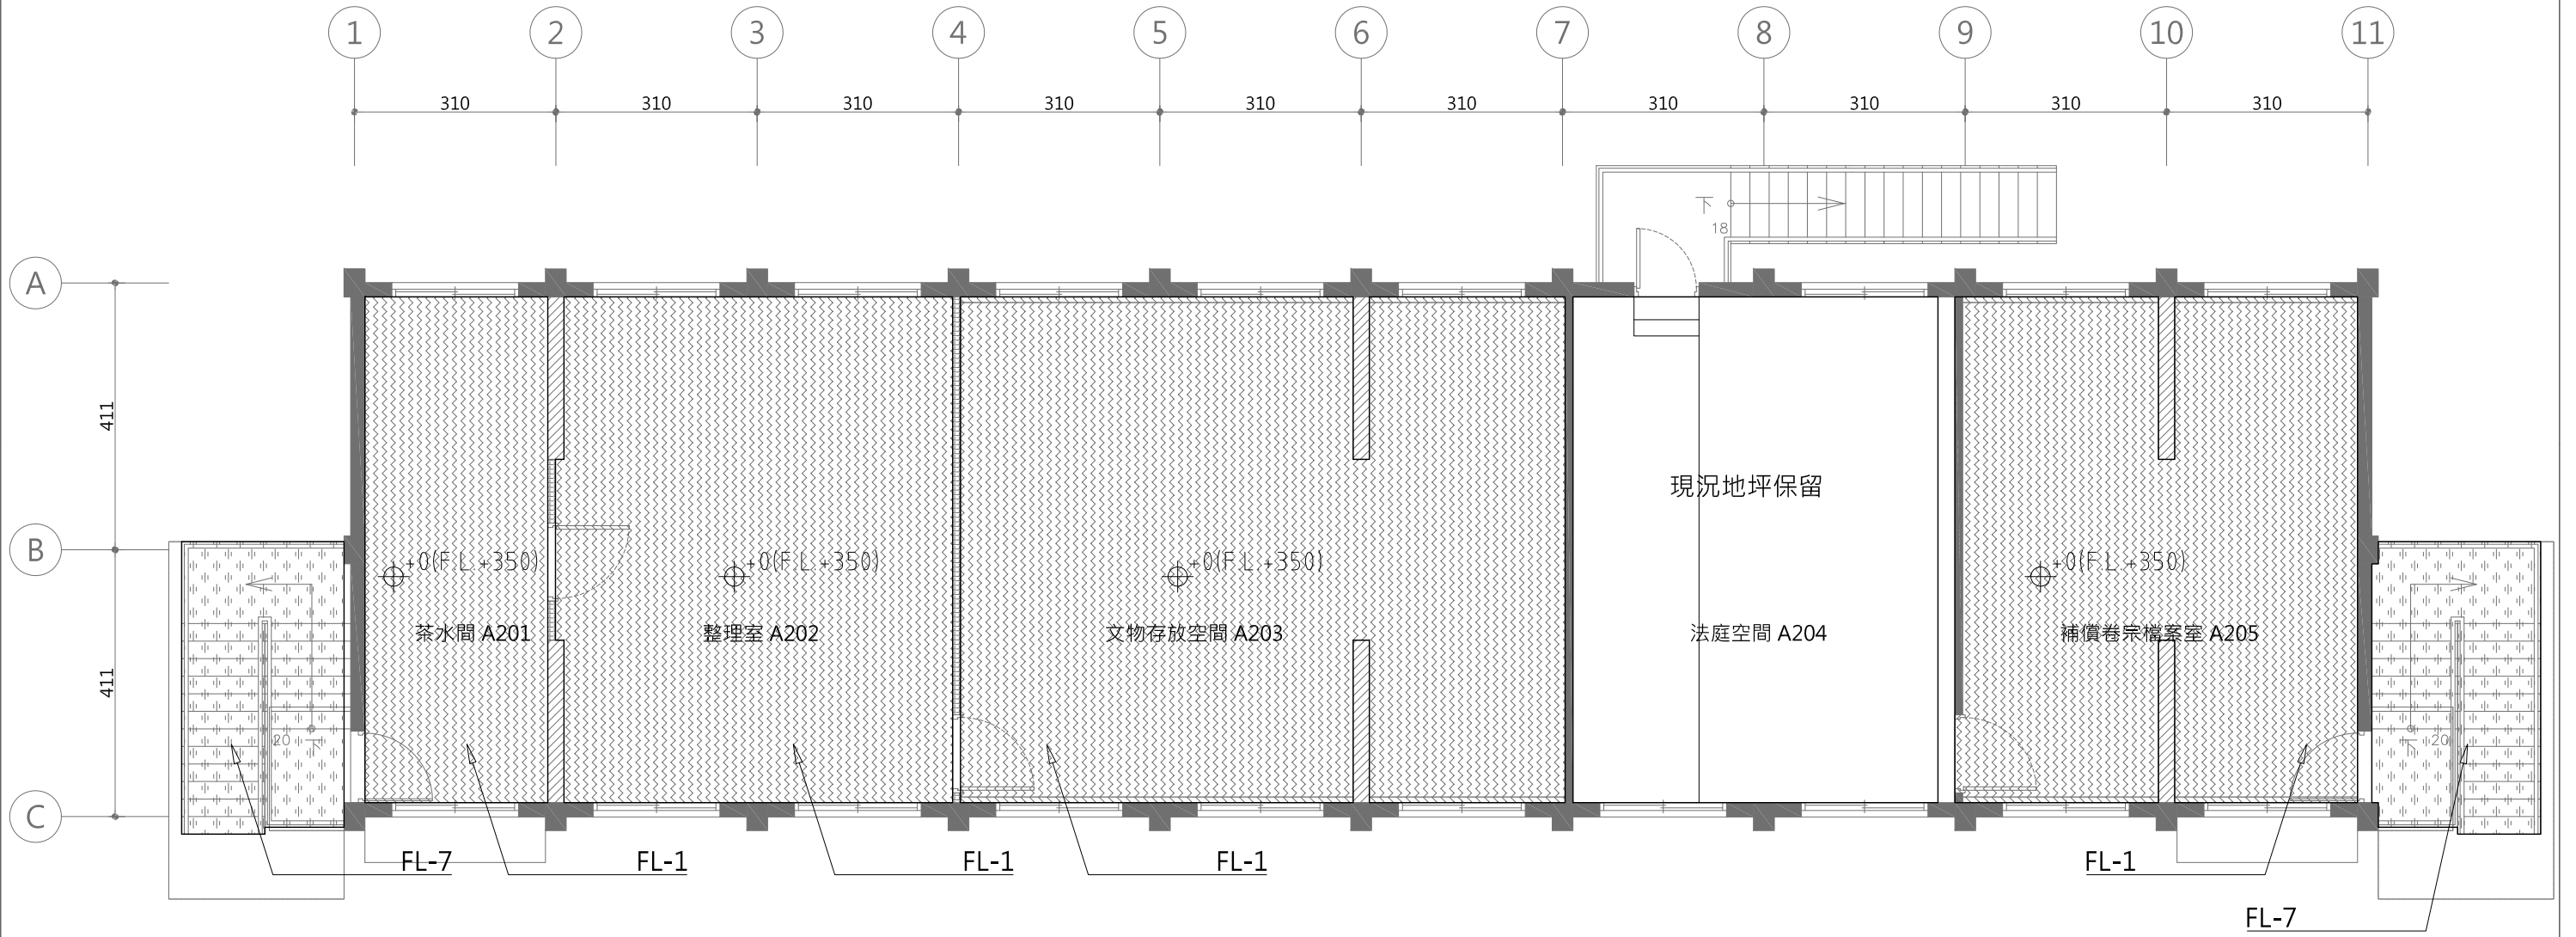 1 2 3 4 5 6 7 8 9 10 11
310 310 310 310 310 310 310 310 310 310
下
18
A
411
現況地坪保留
B
+0(F.L.+350) +0(F.L.+350) +0(F.L.+350) +0(F.L.+350)
茶水間 A201 整理室 A202 文物存放空間 A203 法庭空間 A204 補償卷宗檔案室 A205
411
20 下 下 20
C
FL-7 FL-1 FL-1 FL-1 FL-1
FL-7